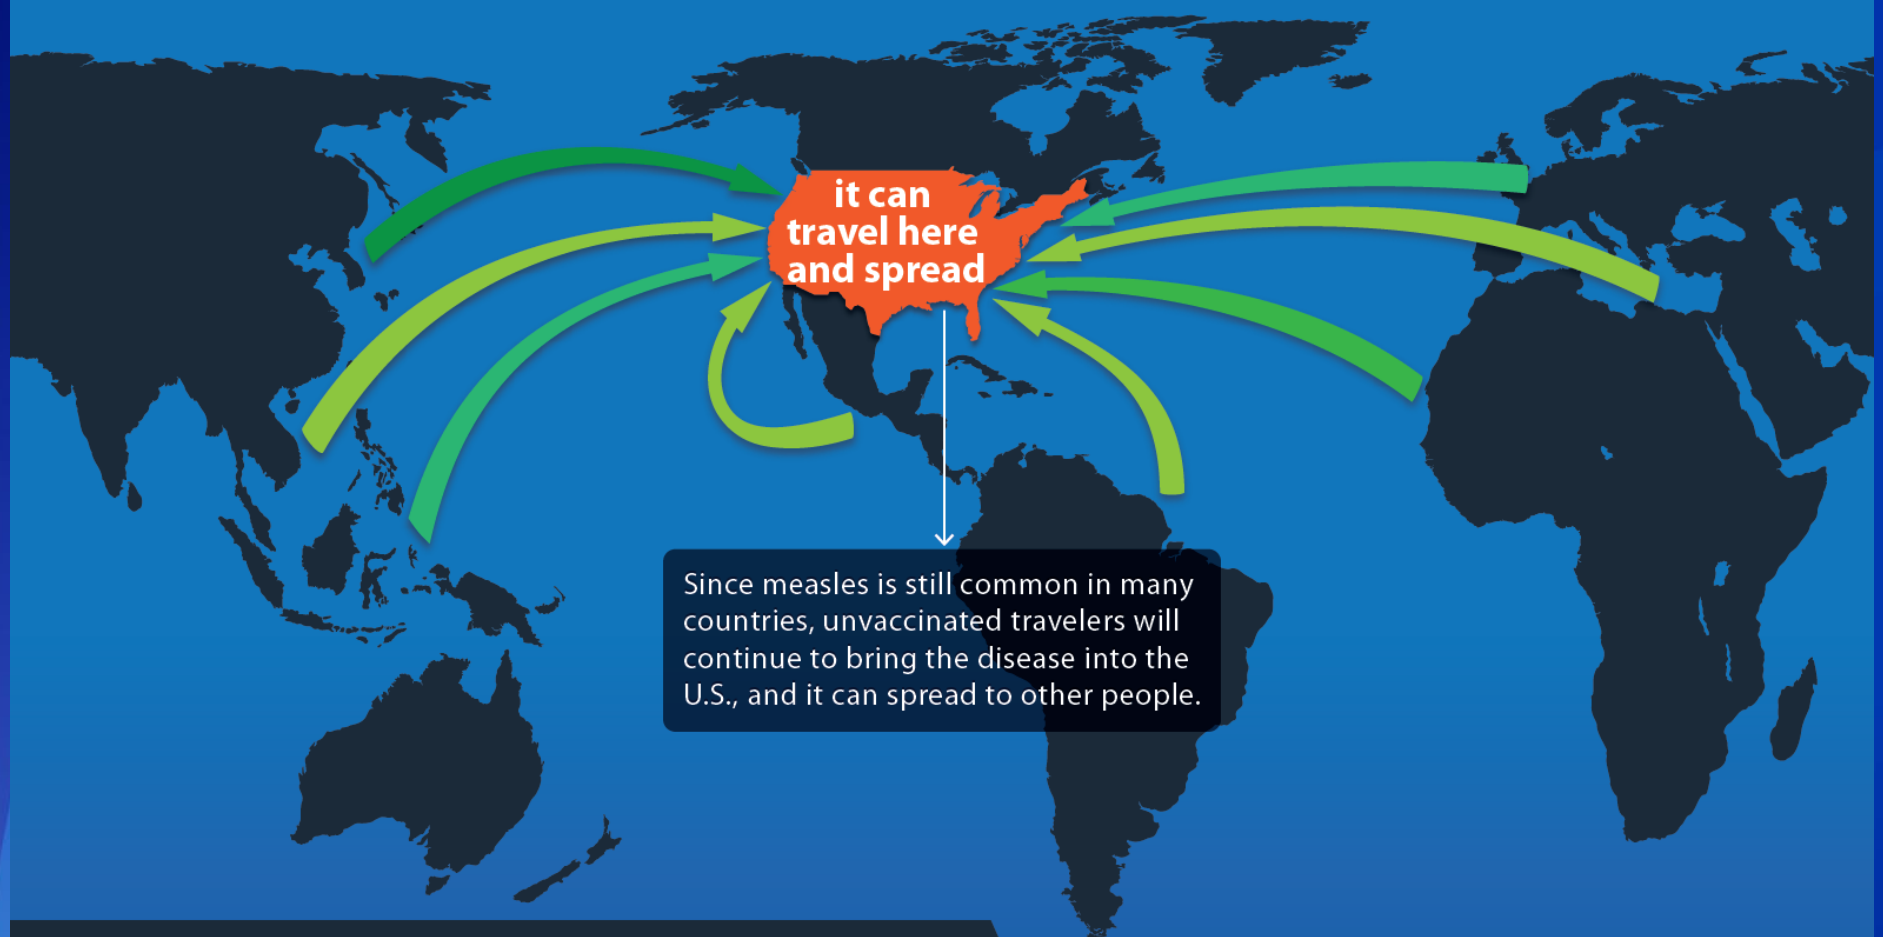 it can
travel here
and spread
Since measles is still common in many
countries, unvaccinated travelers will
continue to bring the disease into the
U.S., and it can spread to other people.